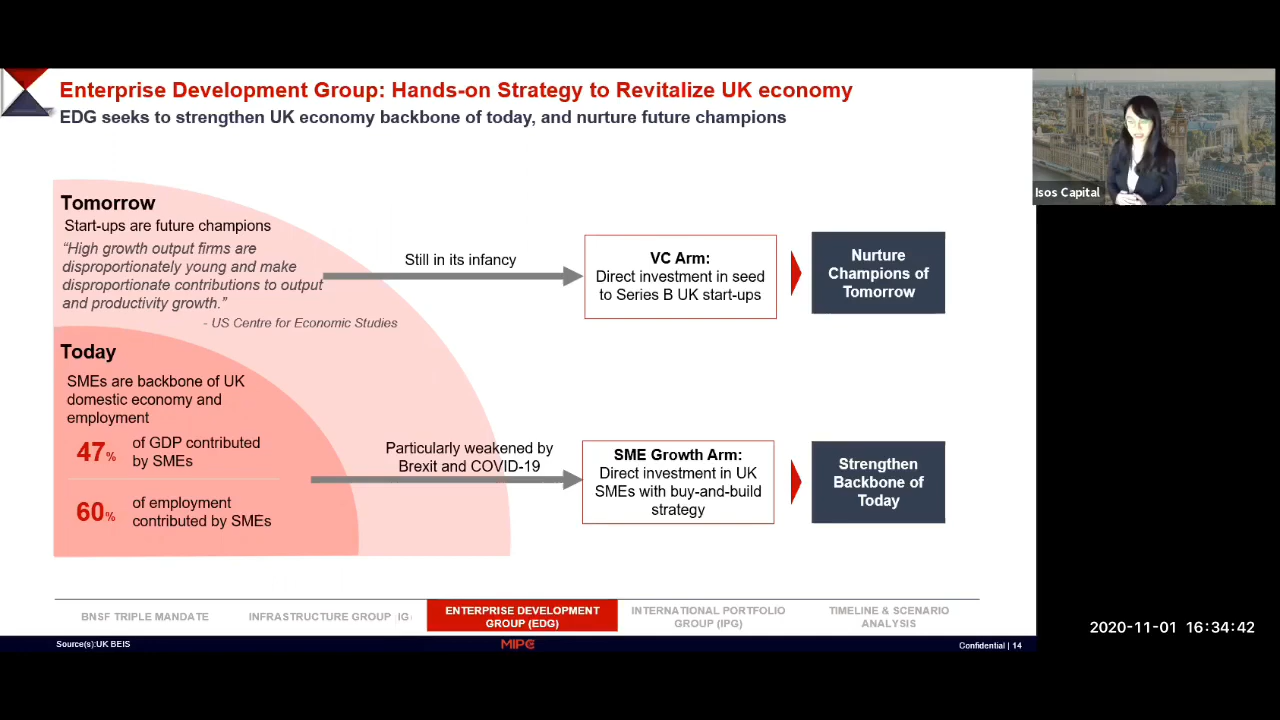 Enterprise Development Group: Hands-on Strategy to Revitalize UK economy
EDG seeks to strengthen UK economy backbone of today, and nurture future champions
Isos Capital
Tomorrow
Start-ups are future champions
“High growth output firms are
disproportionately young and make
disproportionate contributions to output
and productivity growth.”
- US Centre for Economic Studies
Still in its infancy
VC Arm:
Direct investment in seed
to Series B UK start-ups
Nurture
Champions of
Tomorrow
Today
SMEs are backbone of UK
domestic economy and
employment
47%
of GDP contributed
by SMEs
60%
of employment
contributed by SMEs
Particularly weakened by
Brexit and COVID-19
SME Growth Arm:
Direct investment in UK
SMEs with buy-and-build
strategy
Strengthen
Backbone of
Today
BNSF TRIPLE MANDATE
INFRASTRUCTURE GROUP (IG
ENTERPRISE DEVELOPMENT
GROUP (EDG)
INTERNATIONAL PORTFOLIO
GROUP (IPG)
TIMELINE & SCENARIO
ANALYSIS
Source(s):UK BEIS
MIPC
Confidential | 14
2020-11-01 16:34:42